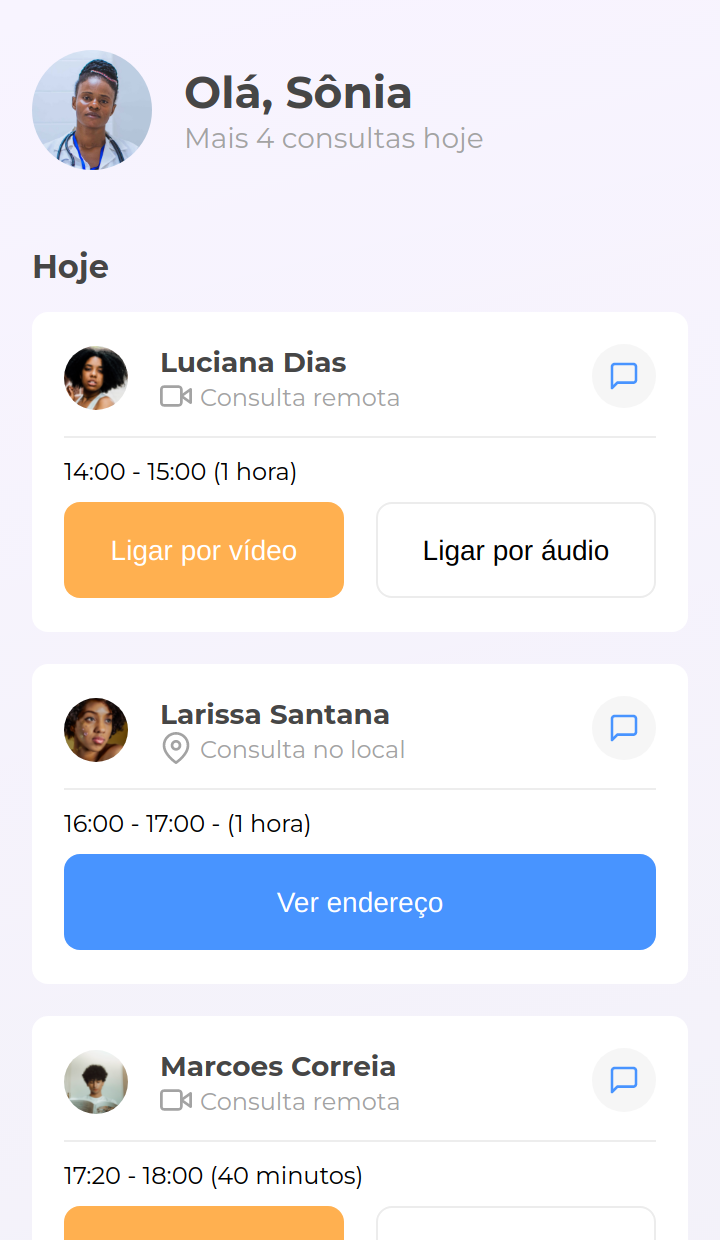 Olá, Sônia
Mais 4 consultas hoje
Hoje
Luciana Dias
Consulta remota
14:00 - 15:00 (1 hora)
Ligar por vídeo
Ligar por áudio
Larissa Santana
Consulta no local
16:00 - 17:00 - (1 hora)
Ver endereço
Marcoes Correia
Consulta remota
17:20 - 18:00 (40 minutos)